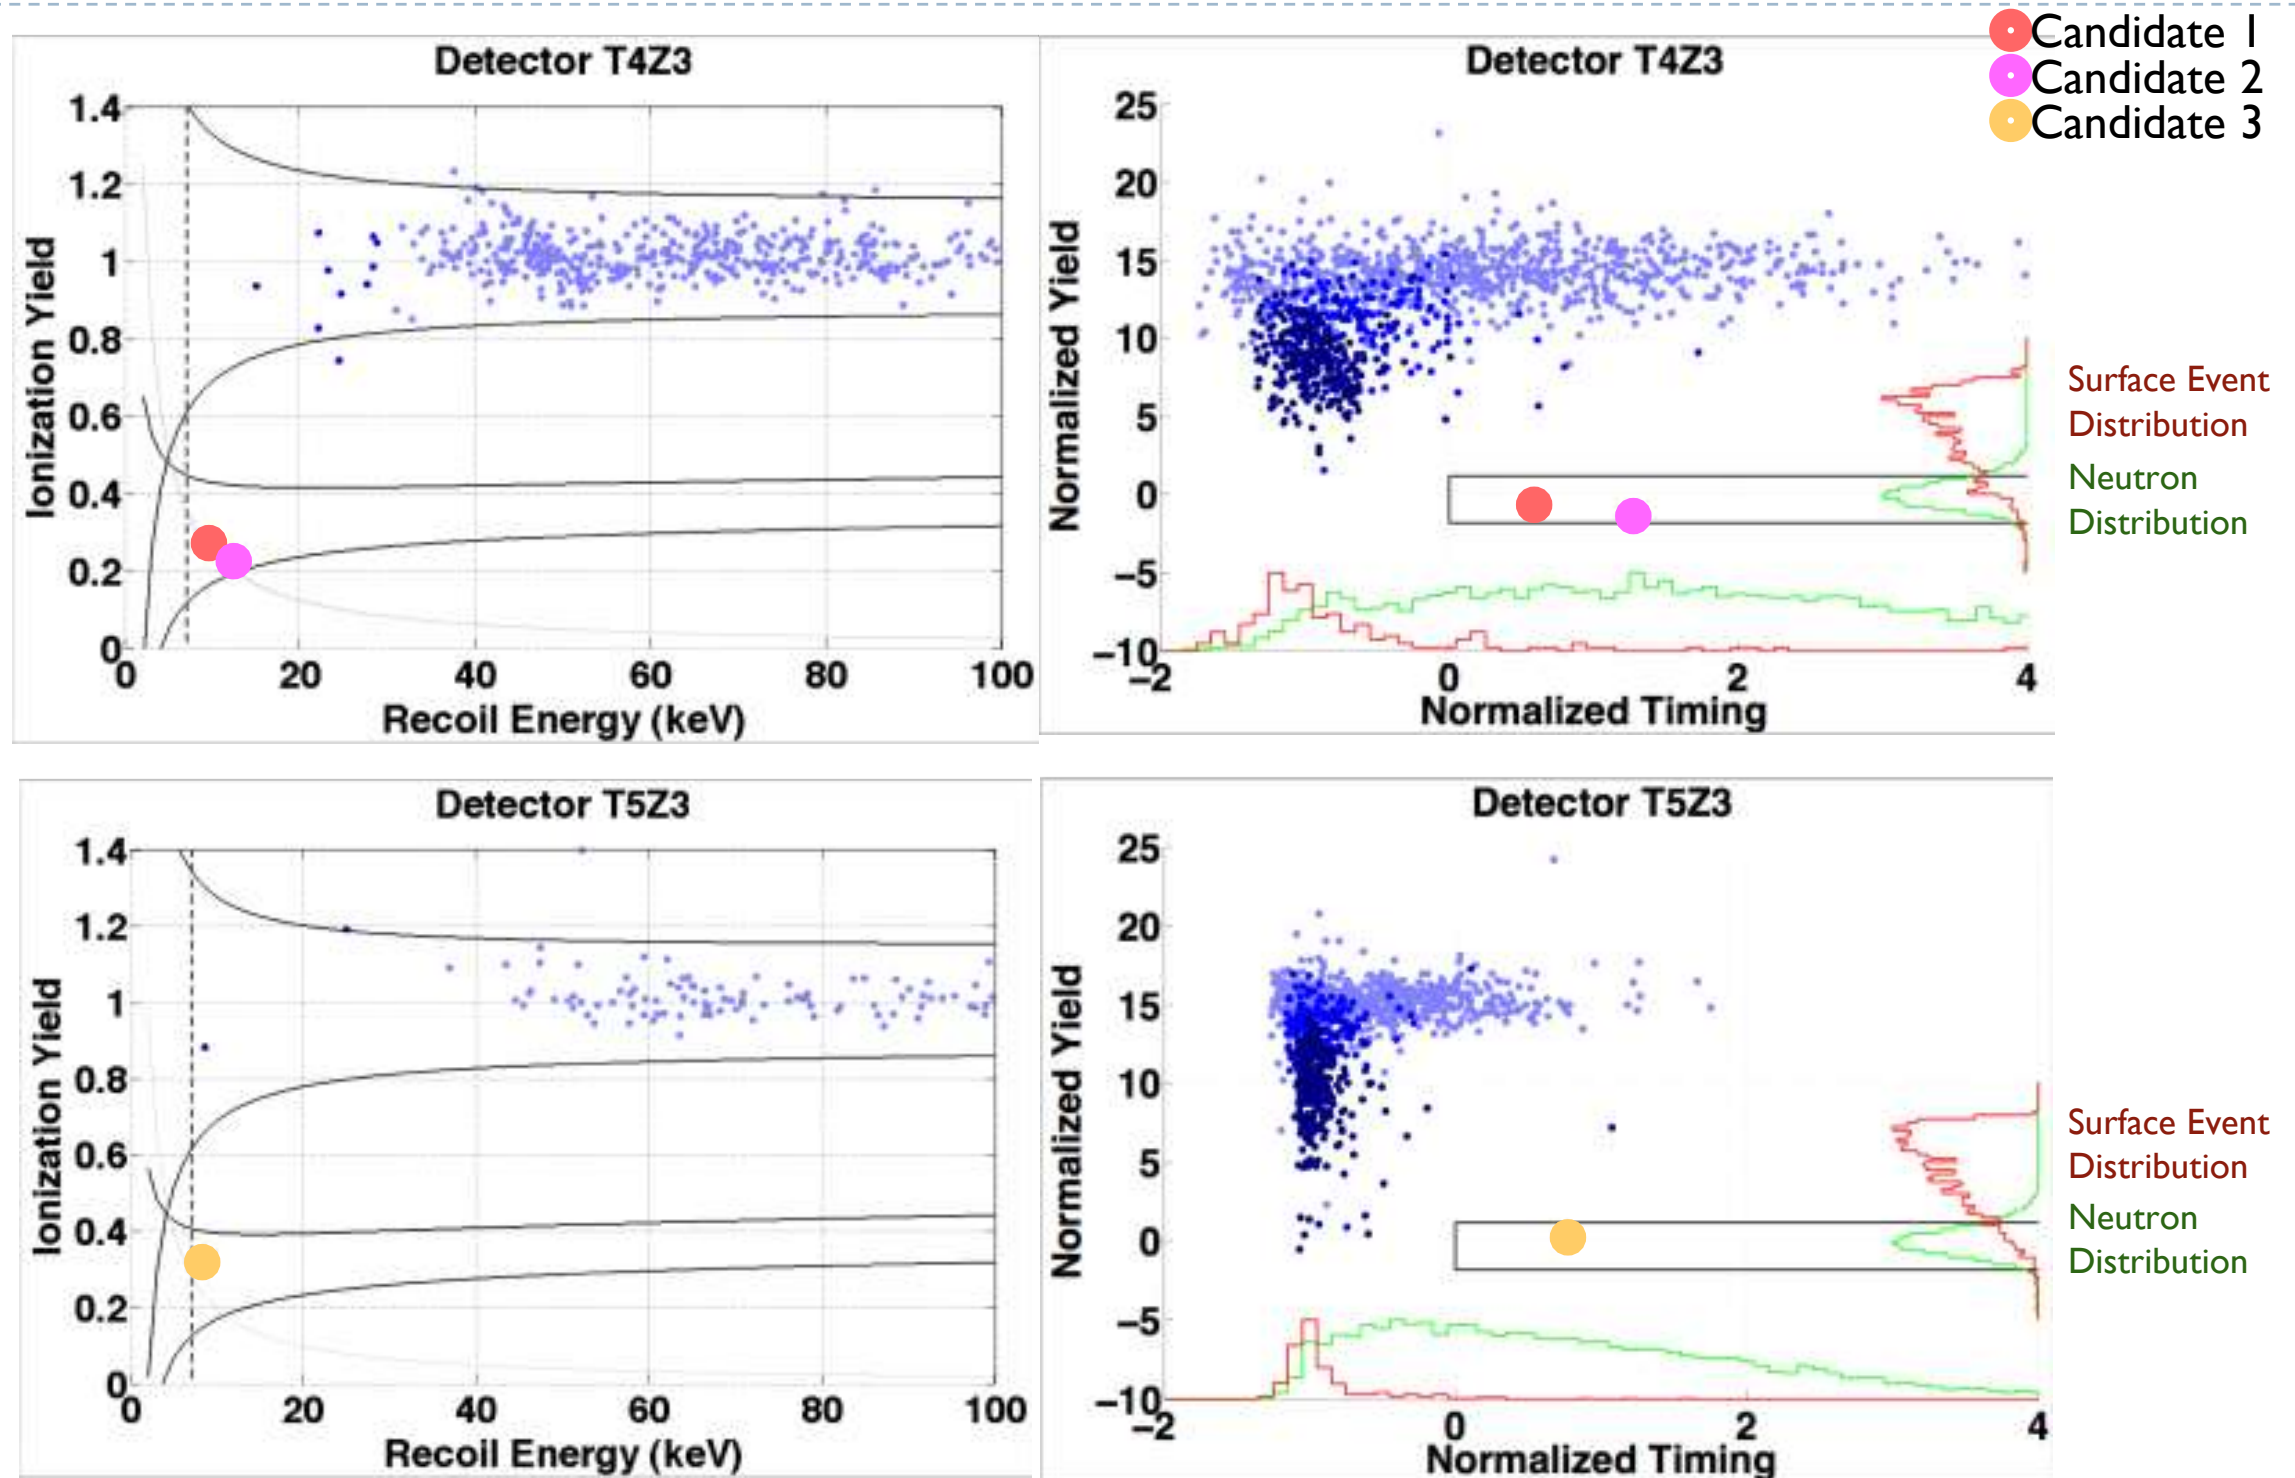 Candidate 1
Candidate 2
Candidate 3
Detector T4Z3
1.4
1.2
1
0.8
0.6
0.4
0.2
0
0 20 40 60 80 100
Ionization Yield
Recoil Energy (keV)
Detector T4Z3
25
20
15
10
5
0
−5
−10
−2 0 2 4
Normalized Yield
Normalized Timing
Surface Event
Distribution
Neutron
Distribution
Detector T5Z3
1.4
1.2
1
0.8
0.6
0.4
0.2
0
0 20 40 60 80 100
Ionization Yield
Recoil Energy (keV)
Detector T5Z3
25
20
15
10
5
0
−5
−10
−2 0 2 4
Normalized Yield
Normalized Timing
Surface Event
Distribution
Neutron
Distribution